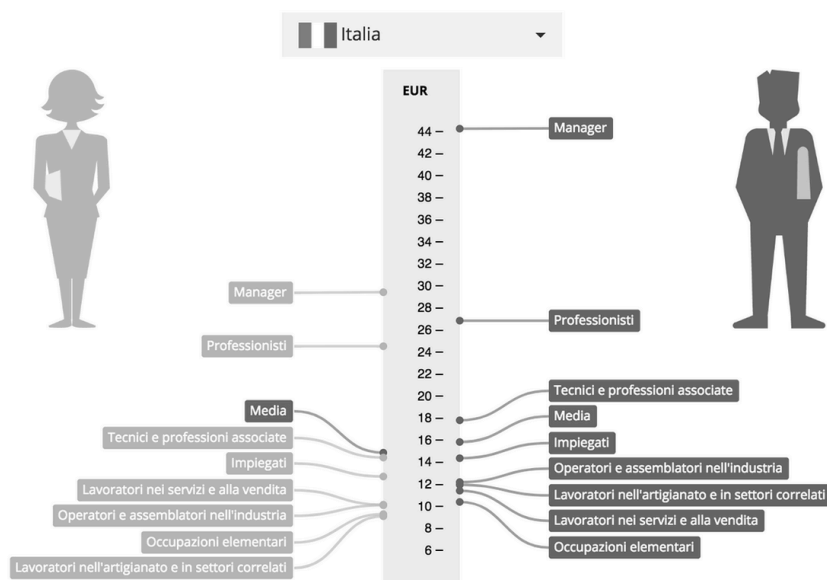 Italia
EUR
44
42
40
38
36
34
32
30
28
26
24
22
20
18
16
14
12
10
8
6
Manager
Professionisti
Media
Tecnici e professioni associate
Impiegati
Lavoratori nei servizi e alla vendita
Operatori e assemblatori nell'industria
Occupazioni elementari
Lavoratori nell'artigianato e in settori correlati
Manager
Professionisti
Tecnici e professioni associate
Media
Impiegati
Operatori e assemblatori nell'industria
Lavoratori nell'artigianato e in settori correlati
Lavoratori nei servizi e alla vendita
Occupazioni elementari